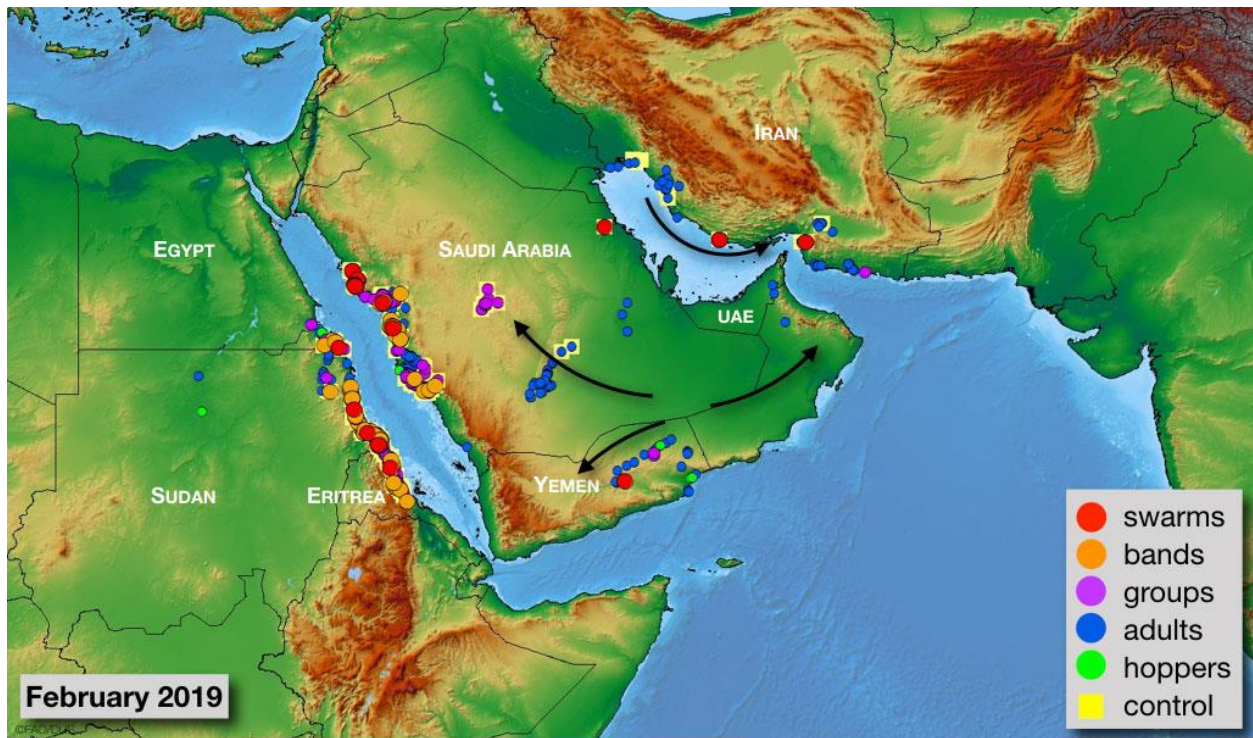 IRAN
EGYPT
SAUDI ARABIA
UAE
SUDAN
ERITREA
YEMEN
swarms
bands
groups
adults
hoppers
control
February 2019